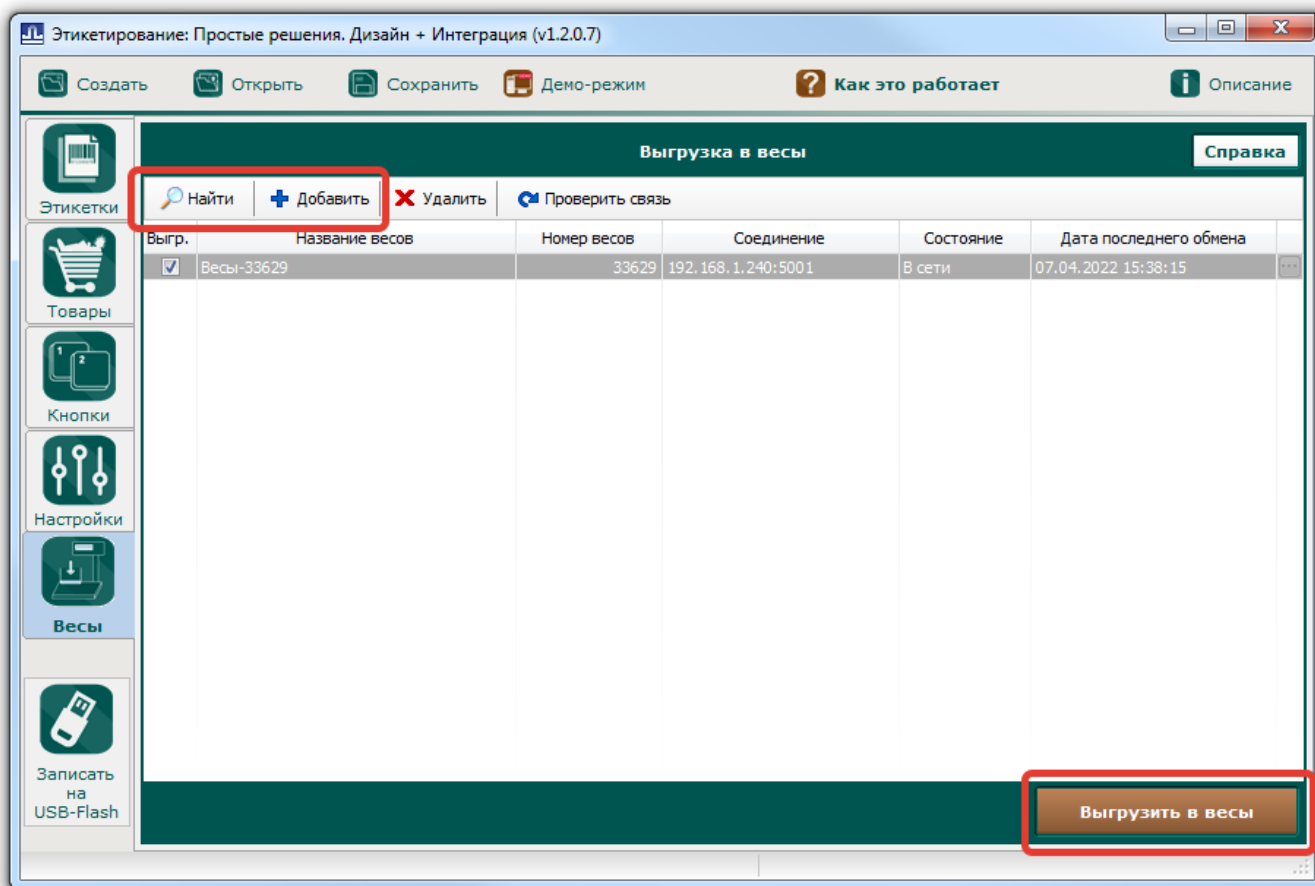 Этикетирование: Простые решения. Дизайн + Интеграция (v1.2.0.7)
Создать Открыть Сохранить Демо-режим Как это работает Описание
Выгрузка в весы Справка
Этикетки
Найти Добавить Удалить Проверить связь
Выгр. Название весов Номер весов Соединение Состояние Дата последнего обмена
Весы-33629 33629 192.168.1.240:5001 В сети 07.04.2022 15:38:15 ...
Товары
1 2
Кнопки
Настройки
Весы
Записать
на
USB-Flash
Выгрузить в весы